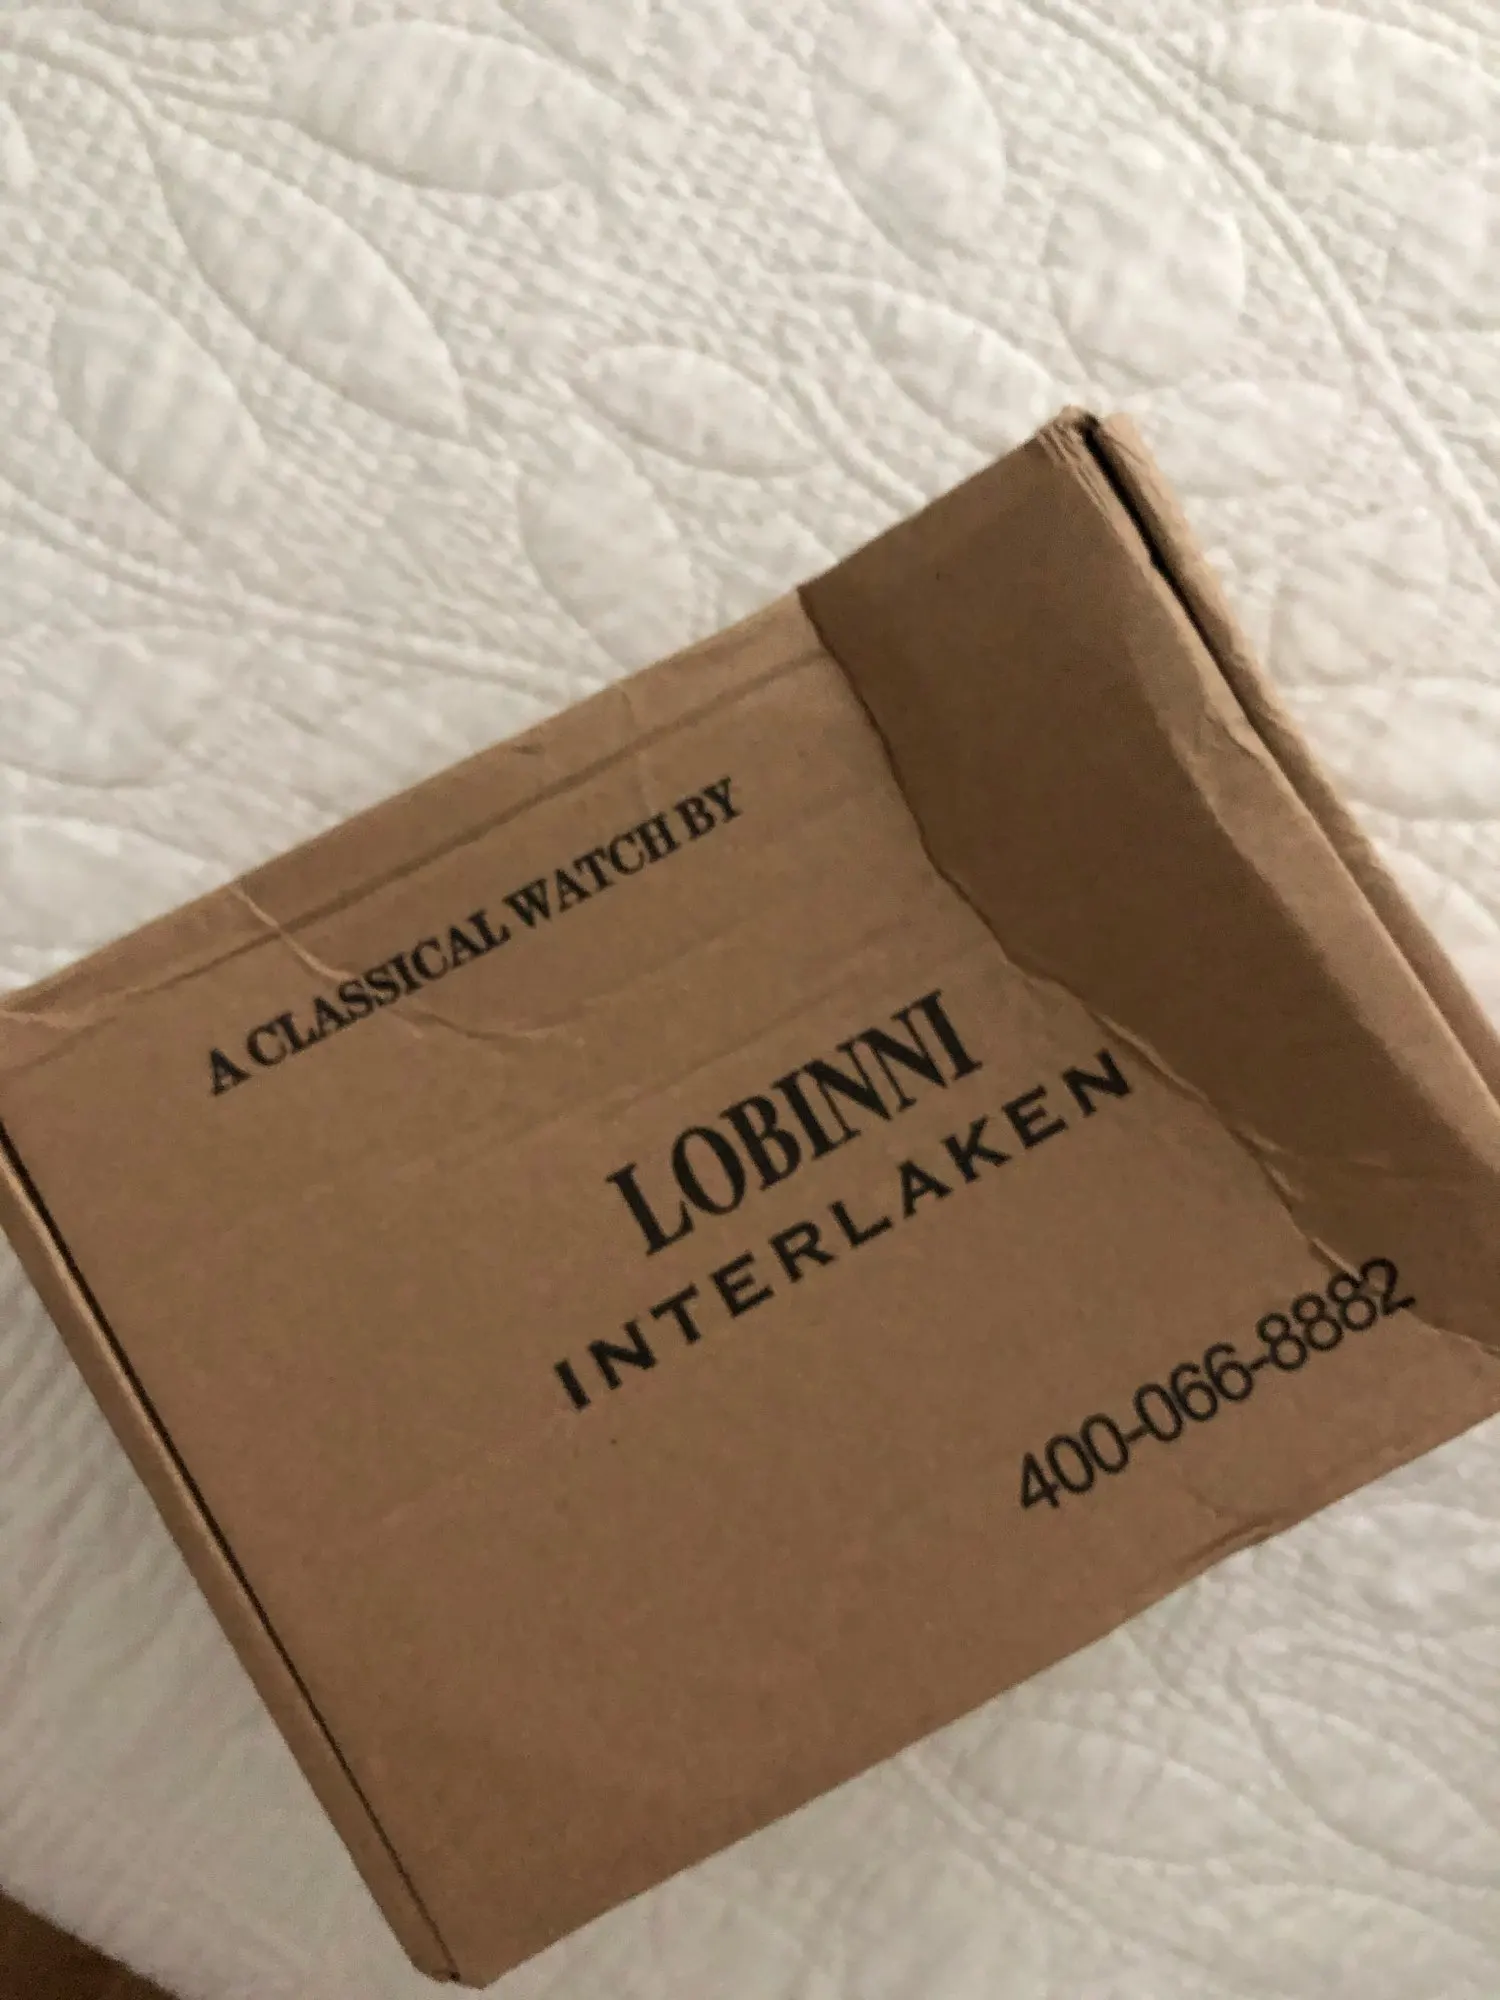 A CLASSICAL WATCH BY
LOBINNI
INTERLAKEN
400-066-8882